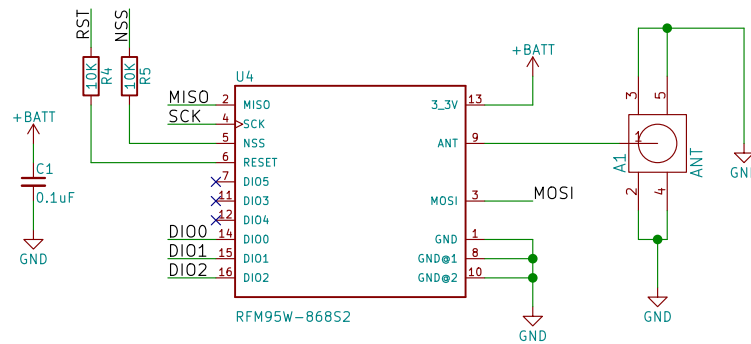 RST
NSS
10K
R4
10K
R5
+BATT
C1
0.1uF
GND
U4
MISO
2
MISO
SCK
4
SCK
5
NSS
6
RESET
7
DIO5
11
DIO3
12
DIO4
DIO0
14
DIO0
DIO1
15
DIO1
DIO2
16
DIO2
3_3V
13
ANT
9
MOSI
3
MOSI
GND
1
GND@1
8
GND@2
10
RFM95W-868S2
+BATT
GND
3
5
1
A1
ANT
2
4
GND
GND